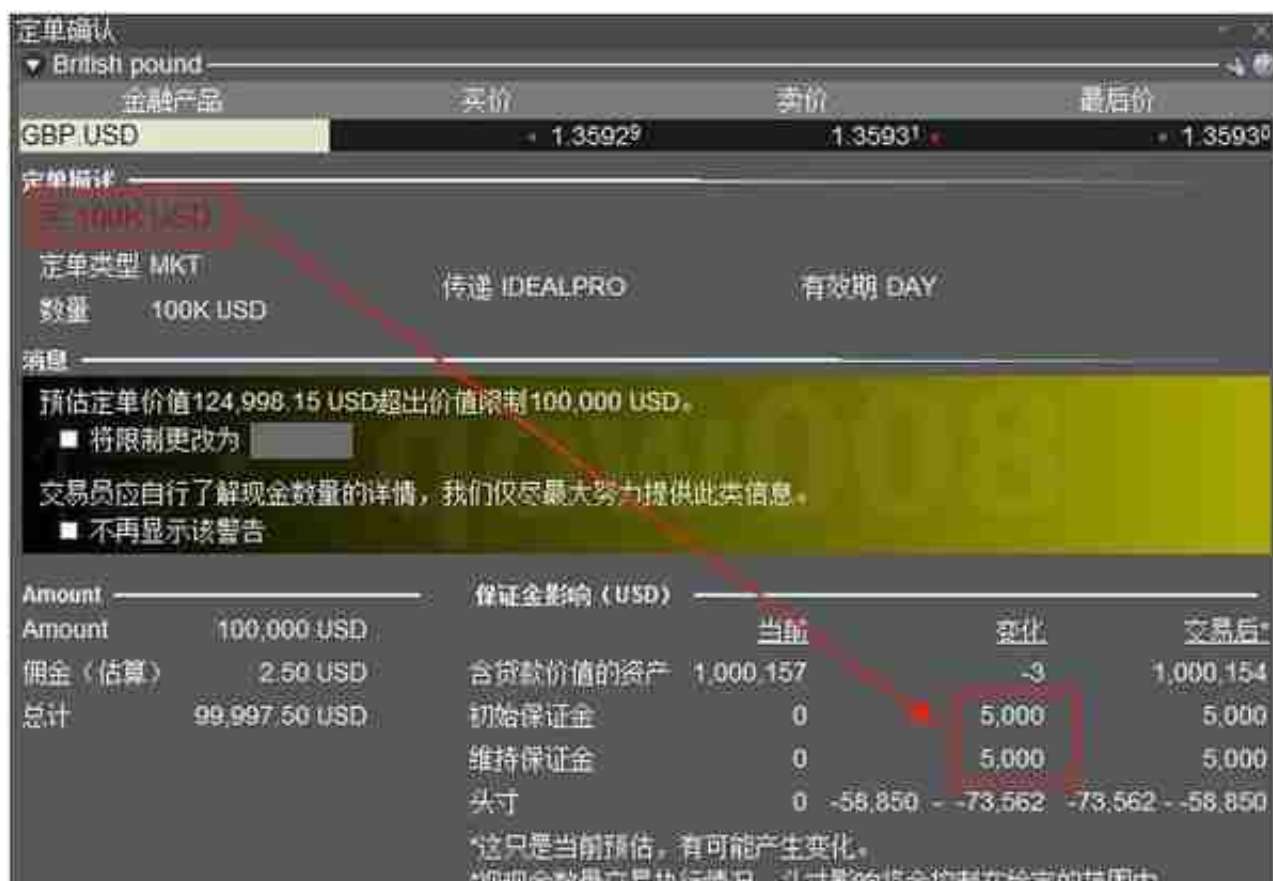 定单确认
British pound
金融产品 买价 卖价 最后价
GBP.USD 1.35929 1.35931 1.35930
定单描述
100K USD
定单类型 MKT
传递 IDEALPRO 有效期 DAY
数量 100K USD
消息
预估定单价值124,998.15 USD超出价值限制100,000 USD。
将限制更改为
交易员应自行了解现金数量的详情，我们仅尽最大努力提供此类信息。
不再显示该警告
Amount 保证金影响（USD）
Amount 100,000 USD 当前 变化 交易后*
佣金（估算） 2.50 USD 含贷款价值的资产 1,000,157 -3 1,000,154
总计 99,997.50 USD 初始保证金 0 5,000 5,000
维持保证金 0 5,000 5,000
头寸 0 -58,850 - -73,562 -73,562 - -58,850
*这只是当前预估，有可能产生变化。